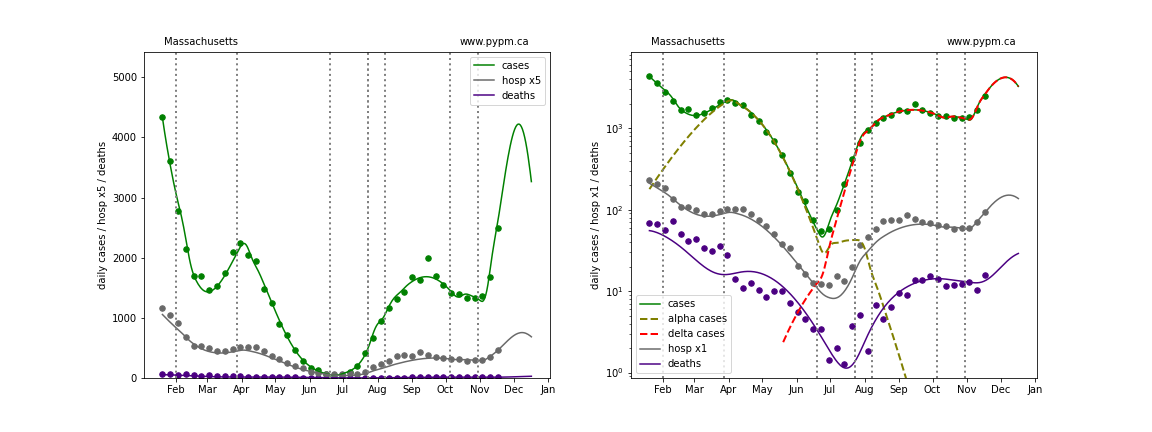 Massachusetts www.pypm.ca
5000
4000
3000
2000
1000
0
daily cases / hosp x5 / deaths
cases
hosp x5
deaths
Feb Mar Apr May Jun Jul Aug Sep Oct Nov Dec Jan
Massachusetts www.pypm.ca
10³
10²
10¹
10⁰
daily cases / hosp x1 / deaths
cases
alpha cases
delta cases
hosp x1
deaths
Feb Mar Apr May Jun Jul Aug Sep Oct Nov Dec Jan